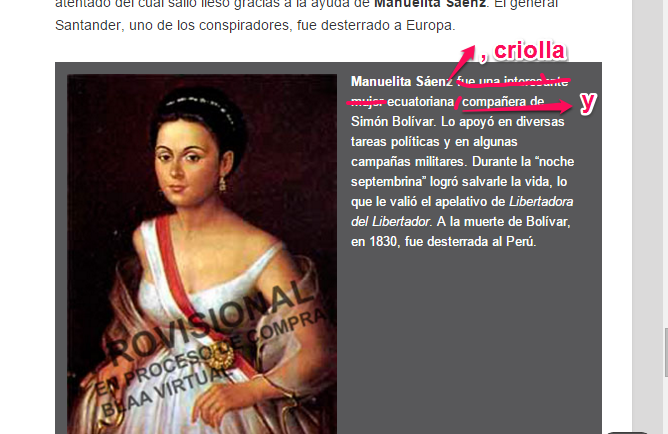 atentado del cual salió ileso gracias a la ayuda de Manuelita Sáenz. El general
Santander, uno de los conspiradores, fue desterrado a Europa.
, criolla
Manuelita Sáenz fue una interesante
mujer ecuatoriana / compañera de
y
Simón Bolívar. Lo apoyó en diversas
tareas políticas y en algunas
campañas militares. Durante la “noche
septembrina” logró salvarle la vida, lo
que le valió el apelativo de Libertadora
del Libertador. A la muerte de Bolívar,
en 1830, fue desterrada al Perú.
ROVISIONAL
EN PROCESO DE COMPRA
BLAA VIRTUAL